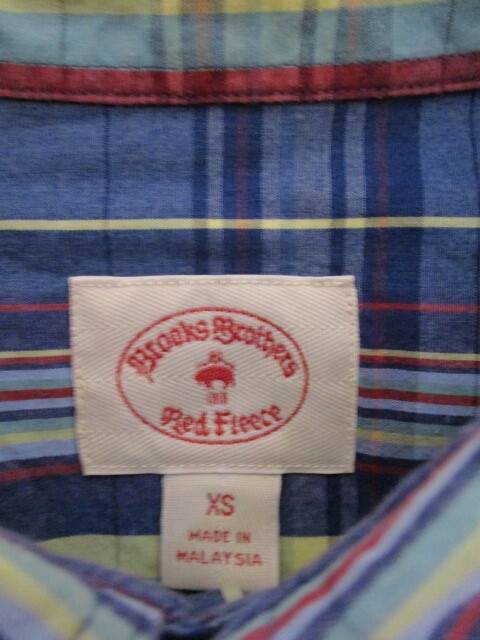 Brooks Brothers
1818
Red Fleece
XS
MADE IN
MALAYSIA